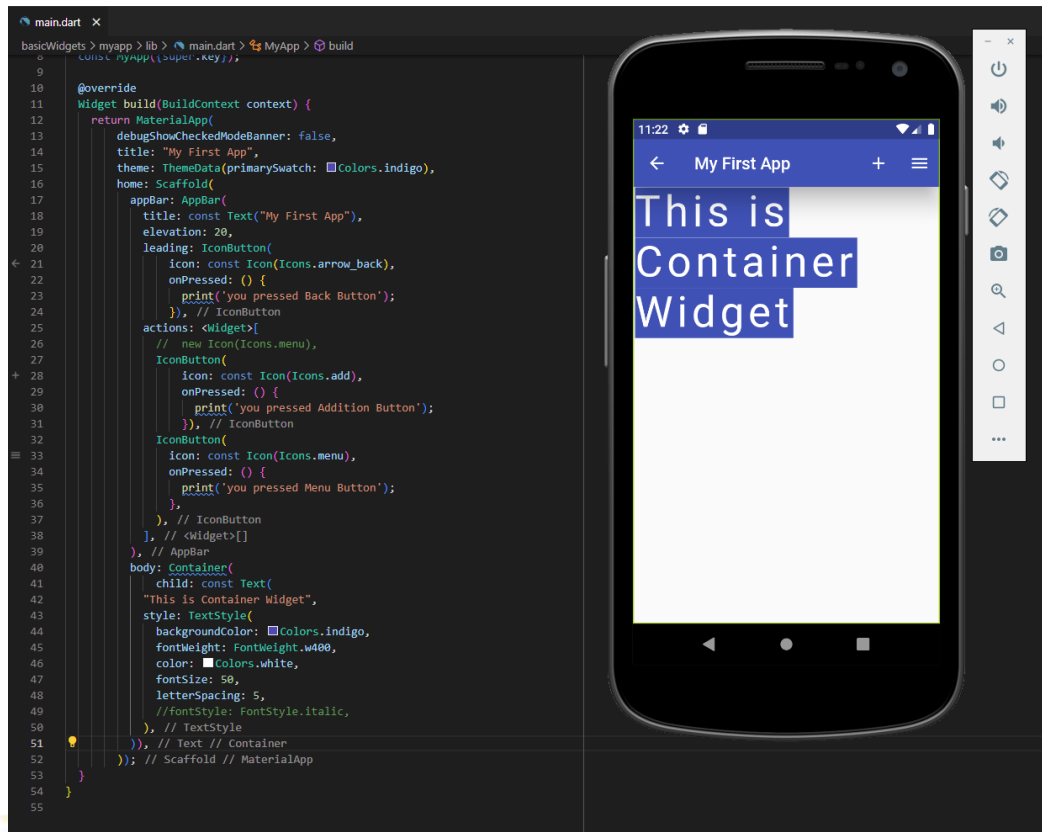 main.dart ×
basicWidgets > myapp > lib > main.dart > MyApp > build
8 const MyApp({super.key});
9
10 @override
11 Widget build(BuildContext context) {
12 return MaterialApp(
13 debugShowCheckedModeBanner: false,
14 title: "My First App",
15 theme: ThemeData(primarySwatch: Colors.indigo),
16 home: Scaffold(
17 appBar: AppBar(
18 title: const Text("My First App"),
19 elevation: 20,
20 leading: IconButton(
21 icon: const Icon(Icons.arrow_back),
22 onPressed: () {
23 print('you pressed Back Button');
24 }), // IconButton
25 actions: <Widget>[
26 //  new Icon(Icons.menu),
27 IconButton(
28 icon: const Icon(Icons.add),
29 onPressed: () {
30 print('you pressed Addition Button');
31 }), // IconButton
32 IconButton(
33 icon: const Icon(Icons.menu),
34 onPressed: () {
35 print('you pressed Menu Button');
36 },
37 ), // IconButton
38 ], // <Widget>[]
39 ), // AppBar
40 body: Container(
41 child: const Text(
42 "This is Container Widget",
43 style: TextStyle(
44 backgroundColor: Colors.indigo,
45 fontWeight: FontWeight.w400,
46 color: Colors.white,
47 fontSize: 50,
48 letterSpacing: 5,
49 //fontStyle: FontStyle.italic,
50 ), // TextStyle
51 )), // Text // Container
52 )); // Scaffold // MaterialApp
53 }
54 }
55
11:22
My First App
This is
Container
Widget